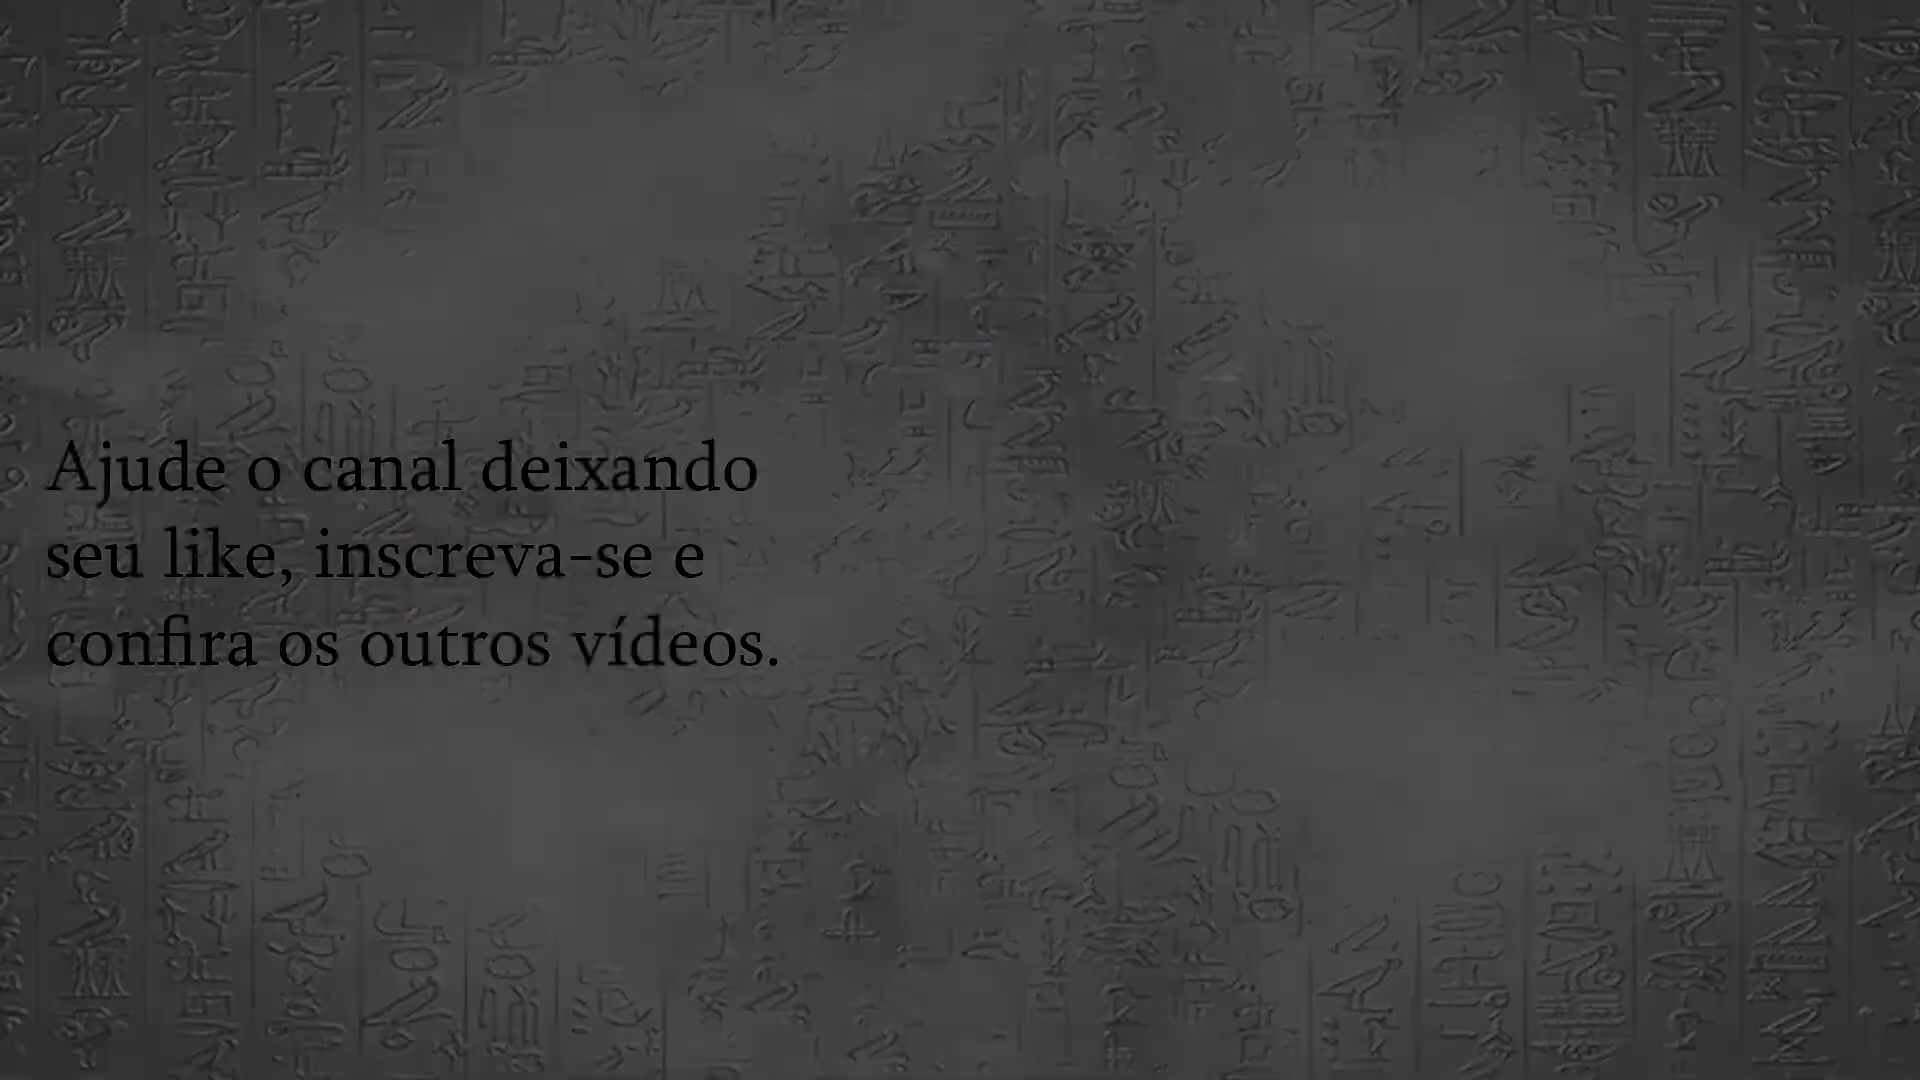 Ajude o canal deixando
seu like, inscreva-se e
confira os outros vídeos.